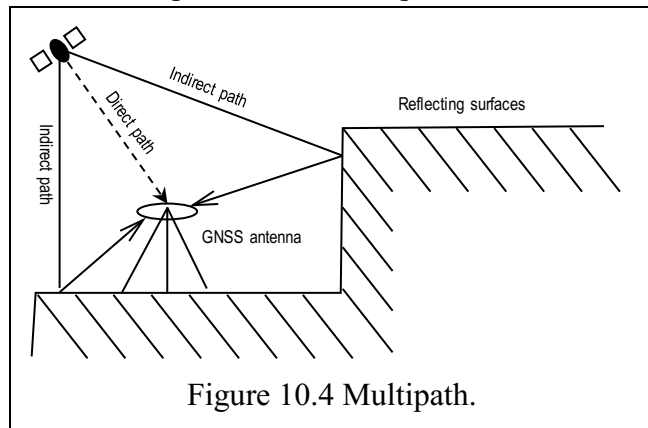 Indirect path
Direct path
Indirect path
Reflecting surfaces
GNSS antenna
Figure 10.4 Multipath.